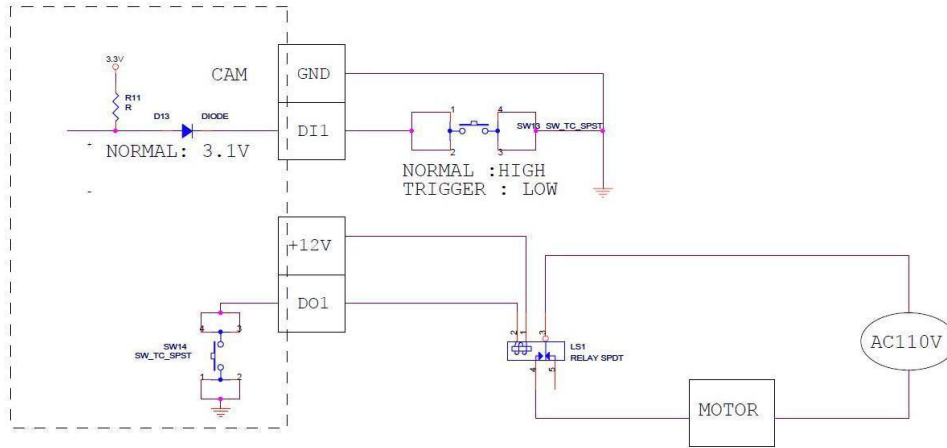 3.3V
R11
R
CAM
GND
D13
DIODE
DI1
1
4
SW13 SW_TC_SPST
2
3
+
NORMAL: 3.1V
-
NORMAL :HIGH
TRIGGER : LOW
+12V
DO1
4
3
SW14
SW_TC_SPST
1
2
2
1
3
LS1
RELAY SPDT
4
5
AC110V
MOTOR